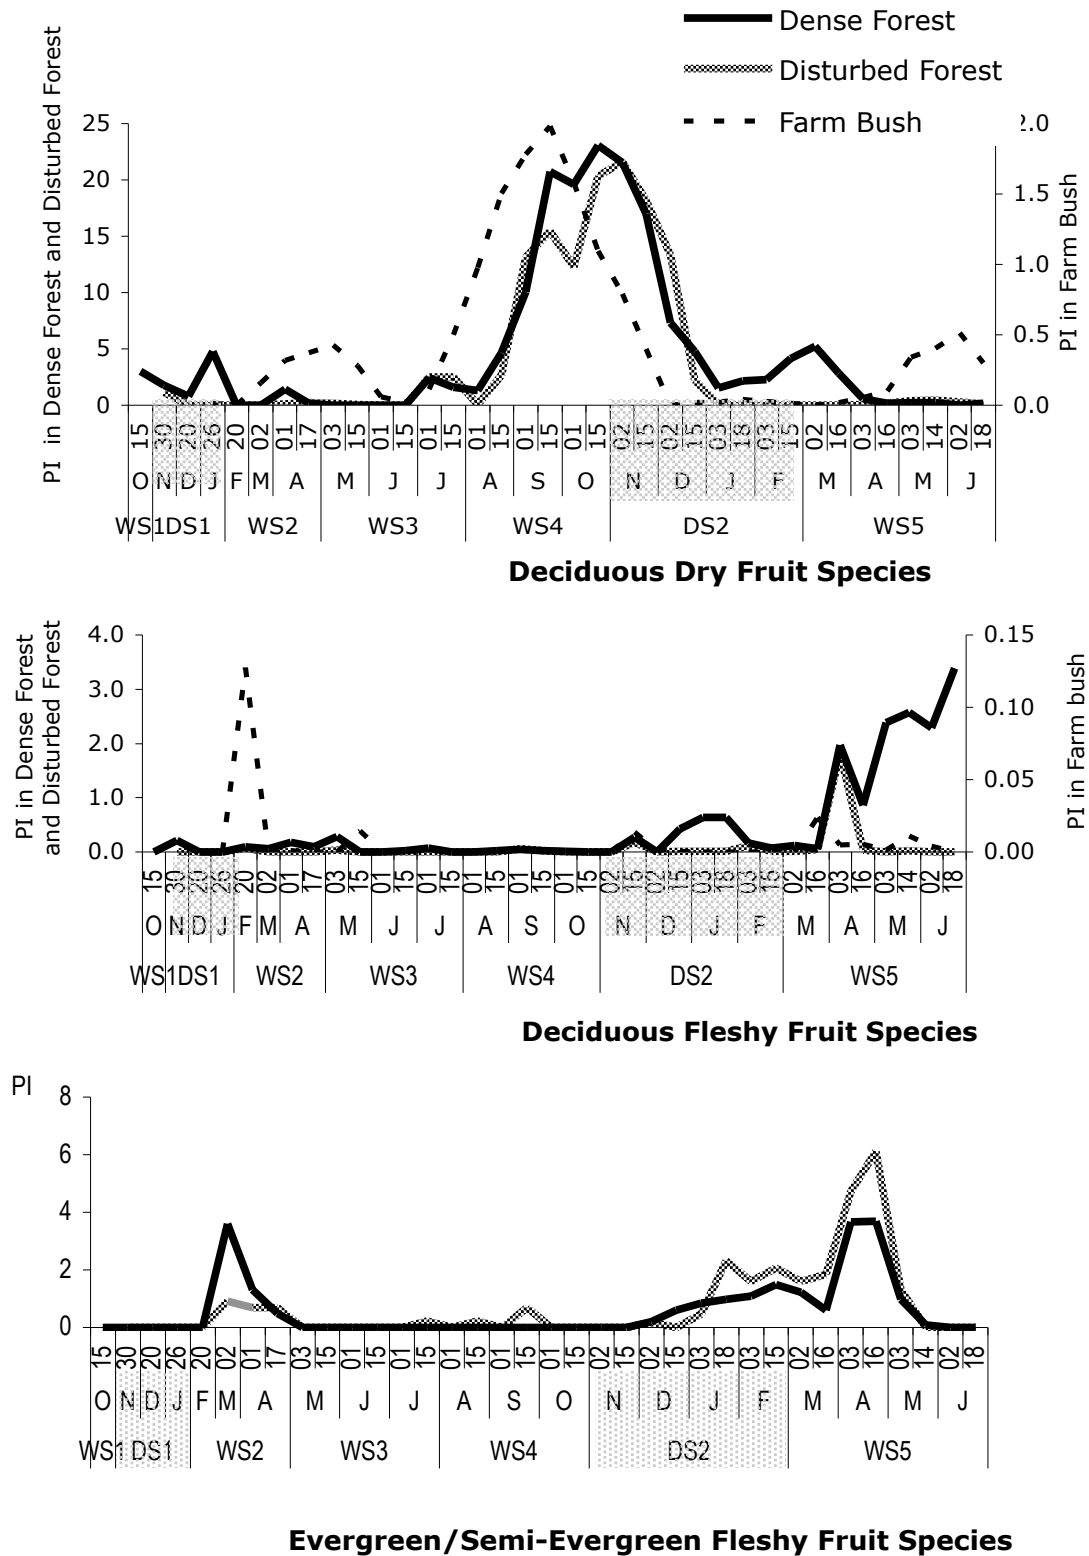 Dense Forest
Disturbed Forest
Farm Bush
PI in Dense Forest and Disturbed Forest
25
20
15
10
5
0
PI in Farm Bush
2.0
1.5
1.0
0.5
0.0
15 30 20 26 20 02 01 17 03 15 01 15 01 15 01 15 01 15 01 15 02 15 02 15 03 18 03 15 02 16 03 16 03 14 02 18
O N D J F M A M J J A S O N D J F M A M J
WS1 DS1 WS2 WS3 WS4 DS2 WS5
Deciduous Dry Fruit Species
PI in Dense Forest
and Disturbed Forest
4.0
3.0
2.0
1.0
0.0
PI in Farm bush
0.15
0.10
0.05
0.00
15 30 20 26 20 02 01 17 03 15 01 15 01 15 01 15 01 15 01 15 02 15 02 15 03 18 03 15 02 16 03 16 03 14 02 18
O N D J F M A M J J A S O N D J F M A M J
WS1 DS1 WS2 WS3 WS4 DS2 WS5
Deciduous Fleshy Fruit Species
PI
8
6
4
2
0
15 30 20 26 20 02 01 17 03 15 01 15 01 15 01 15 01 15 01 15 02 15 02 15 03 18 03 15 02 16 03 16 03 14 02 18
O N D J F M A M J J A S O N D J F M A M J
WS1 DS1 WS2 WS3 WS4 DS2 WS5
Evergreen/Semi-Evergreen Fleshy Fruit Species